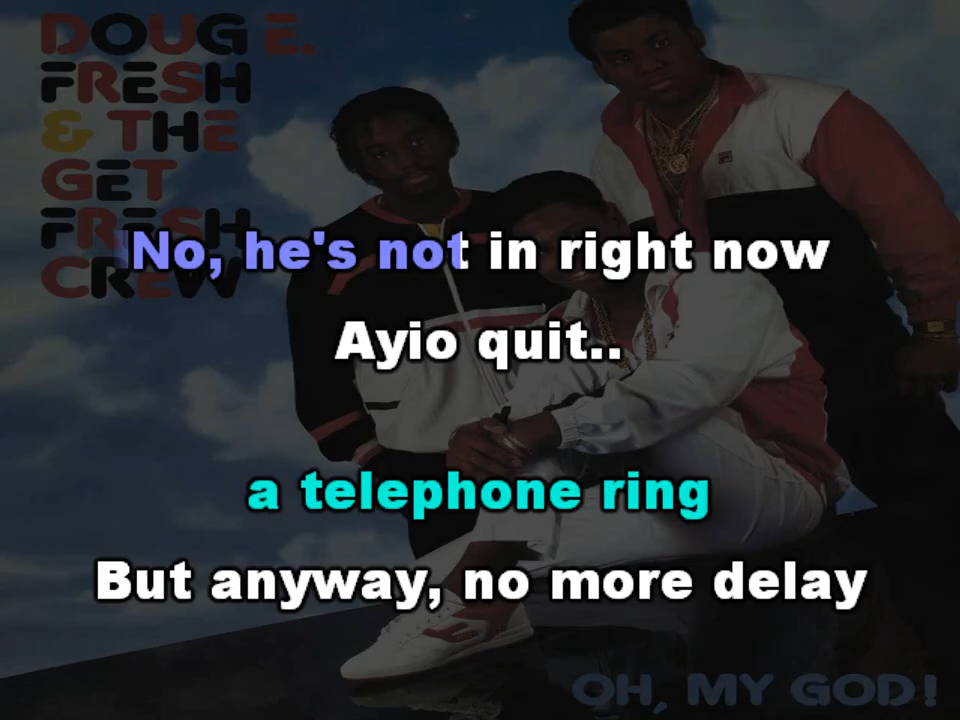 DOUG E.
FRESH
& THE
GET
FRESH
CREW
No, he's not in right now
Ayio quit..
a telephone ring
But anyway, no more delay
OH, MY GOD!